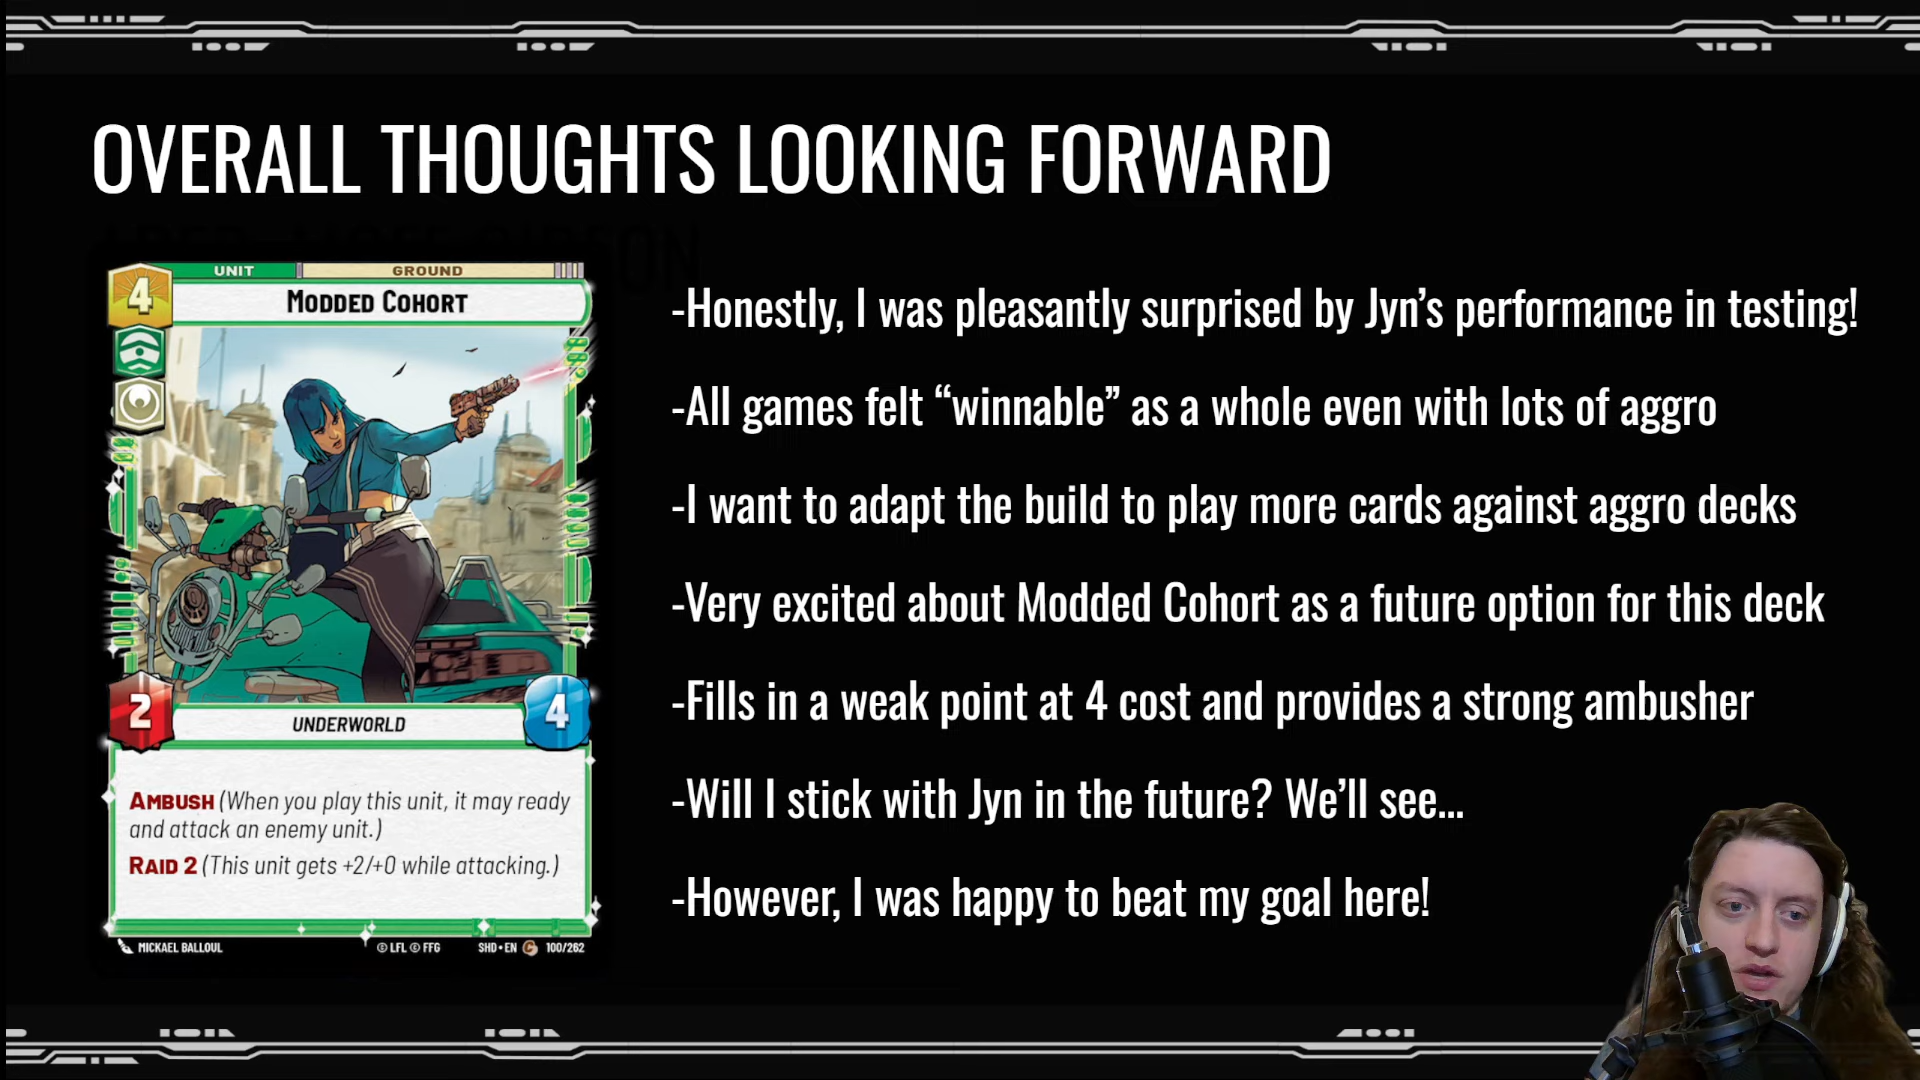 OVERALL THOUGHTS LOOKING FORWARD
UNIT GROUND
4 MODDED COHORT
2 UNDERWORLD 4
AMBUSH (When you play this unit, it may ready
and attack an enemy unit.)
RAID 2 (This unit gets +2/+0 while attacking.)
MICKAEL BALLOUL © LFL © FFG SHD • EN C 100/262
-Honestly, I was pleasantly surprised by Jyn’s performance in testing!
-All games felt “winnable” as a whole even with lots of aggro
-I want to adapt the build to play more cards against aggro decks
-Very excited about Modded Cohort as a future option for this deck
-Fills in a weak point at 4 cost and provides a strong ambusher
-Will I stick with Jyn in the future? We’ll see...
-However, I was happy to beat my goal here!